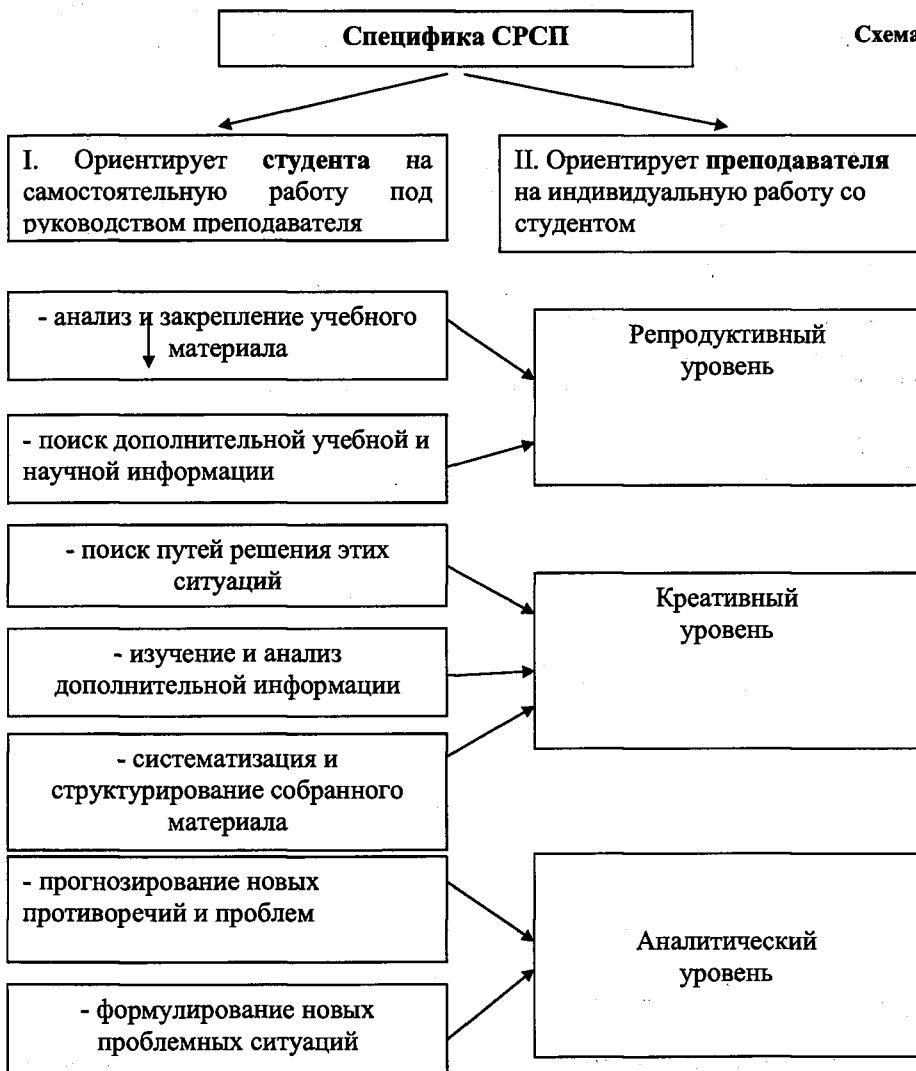 Специфика СРСП
Схема
I. Ориентирует студента на
самостоятельную работу под
руководством преподавателя
II. Ориентирует преподавателя
на индивидуальную работу со
студентом
- анализ и закрепление учебного
материала
Репродуктивный
уровень
- поиск дополнительной учебной и
научной информации
- поиск путей решения этих
ситуаций
Креативный
уровень
- изучение и анализ
дополнительной информации
- систематизация и
структурирование собранного
материала
- прогнозирование новых
противоречий и проблем
Аналитический
уровень
- формулирование новых
проблемных ситуаций